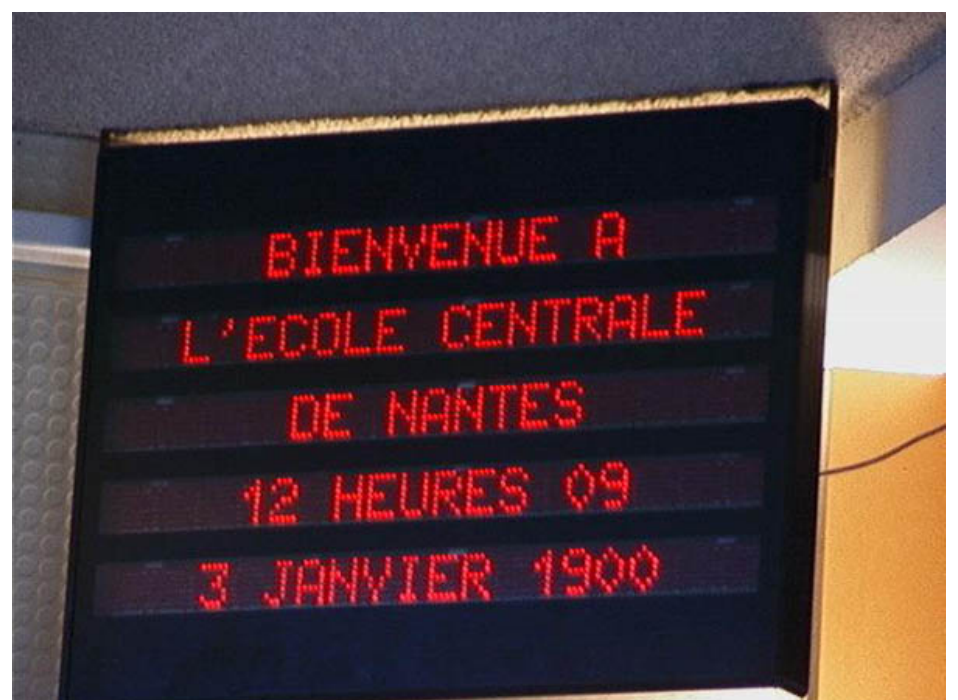 BIENVENUE A
L'ECOLE CENTRALE
DE NANTES
12 HEURES 09
3 JANVIER 1900